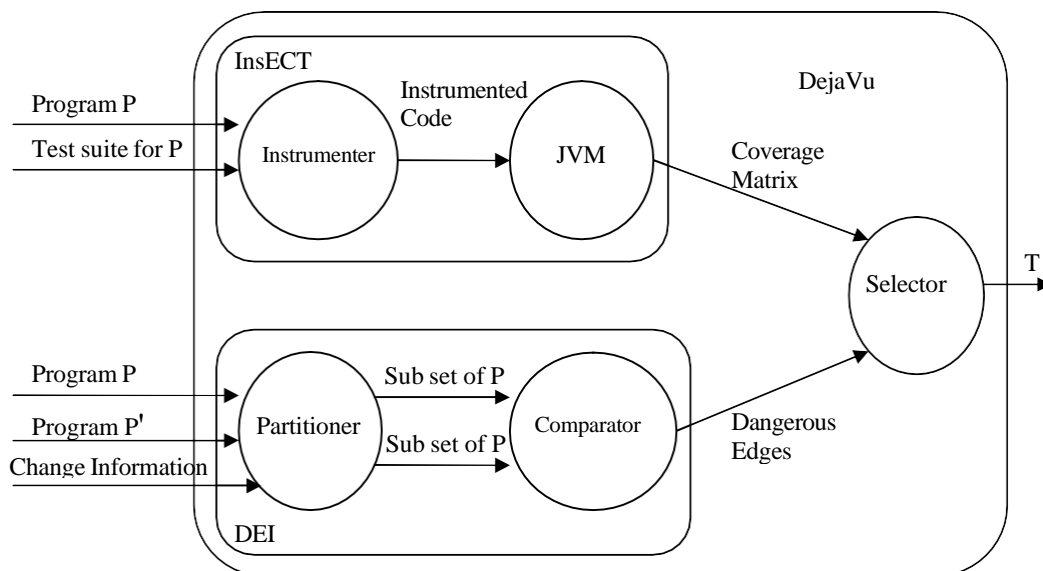 InsECT
DejaVu
Program P
Test suite for P
Instrumenter
Instrumented
Code
JVM
Coverage
Matrix
Selector
T
Program P
Program P'
Change Information
Partitioner
Sub set of P
Sub set of P
Comparator
Dangerous
Edges
DEI